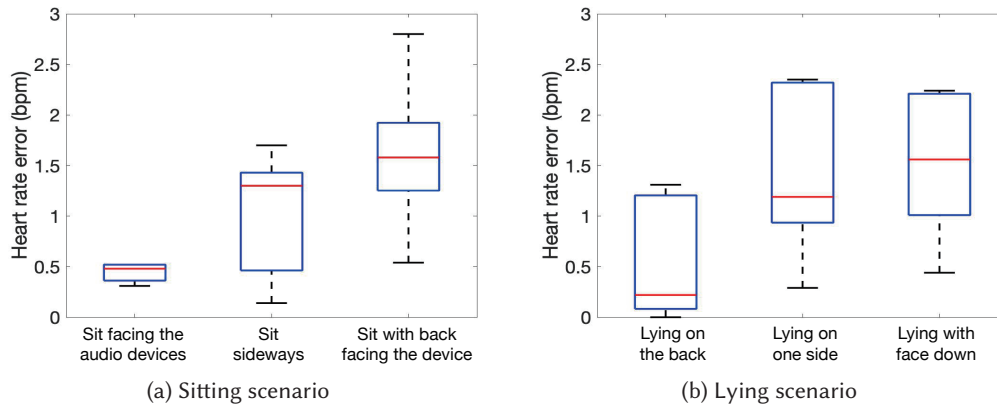 Heart rate error (bpm)
3
2.5
2
1.5
1
0.5
0
Sit facing the
audio devices
Sit
sideways
Sit with back
facing the device
(a) Sitting scenario
Heart rate error (bpm)
3
2.5
2
1.5
1
0.5
0
Lying on
the back
Lying on
one side
Lying with
face down
(b) Lying scenario